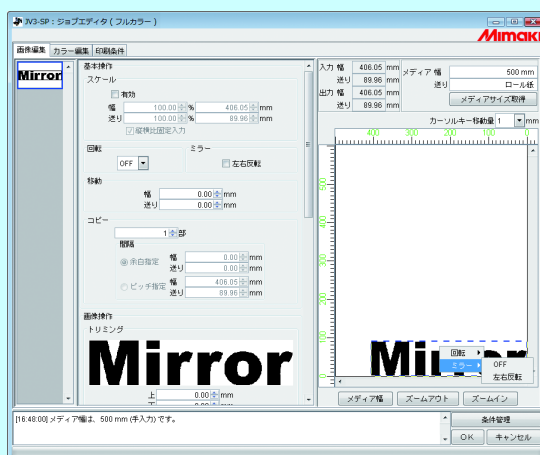 JV3-SP：ジョブエディタ(フルカラー)
Mimaki
画像編集 カラー編集 印刷条件
Mirror
基本操作
スケール
有効
幅 100.00 % 406.05 mm
送り 100.00 % 89.96 mm
縦横比固定入力
回転 ミラー
OFF 左右反転
移動
幅 0.00 mm
送り 0.00 mm
コピー
1 部
間隔
余白指定 幅 0.00 mm
送り 0.00 mm
ピッチ指定 幅 406.05 mm
送り 89.96 mm
画像操作
トリミング
Mirror
上 0.00 mm
入力 幅 406.05 mm
送り 89.96 mm
出力 幅 406.05 mm
送り 89.96 mm
メディア 幅 500 mm
送り ロール紙
メディアサイズ取得
カーソルキー移動量 1 mm
400 300 200 100 0
500
400
300
200
100
0
Mirror
回転
ミラー OFF
左右反転
メディア幅 ズームアウト ズームイン
[16:48:00] メディア幅は、500 mm (手入力) です。
条件管理
OK キャンセル